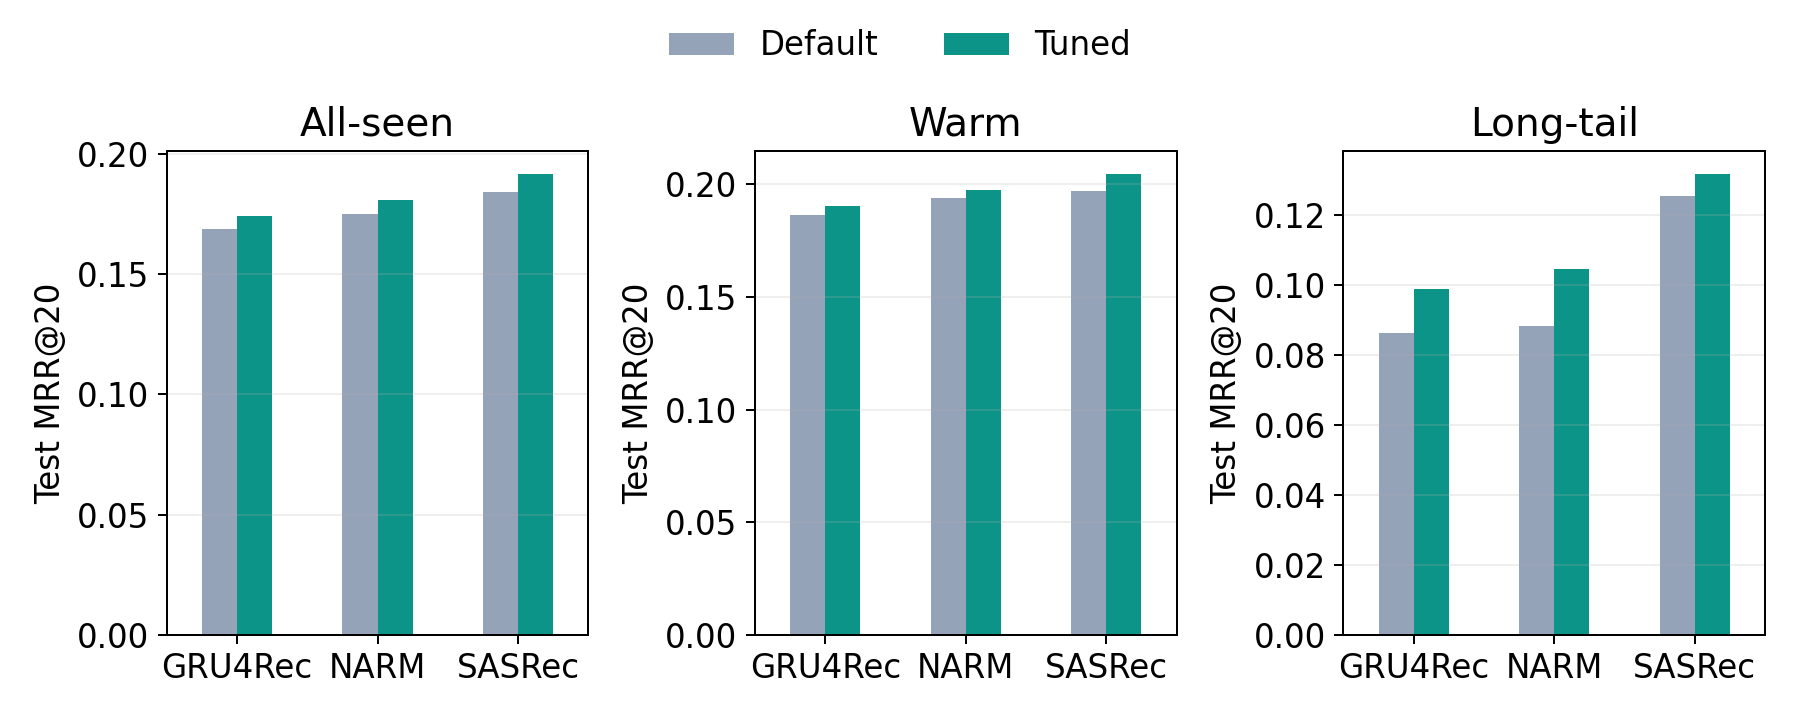 Default Tuned
All-seen
Test MRR@20
0.20
0.15
0.10
0.05
0.00
GRU4Rec NARM SASRec
Warm
Test MRR@20
0.20
0.15
0.10
0.05
0.00
GRU4Rec NARM SASRec
Long-tail
Test MRR@20
0.12
0.10
0.08
0.06
0.04
0.02
0.00
GRU4Rec NARM SASRec